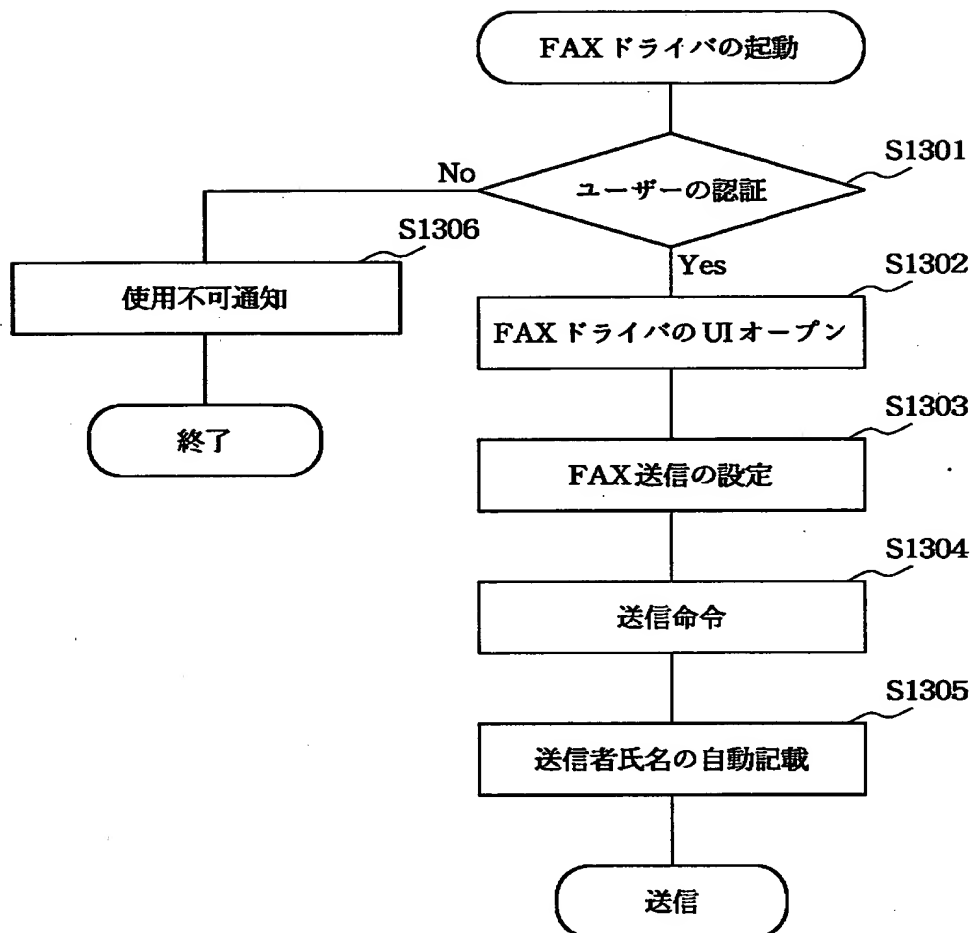 FAXドライバの起動
S1301
No
ユーザーの認証
S1306
Yes
S1302
使用不可通知
FAXドライバのUIオープン
S1303
終了
FAX送信の設定
S1304
送信命令
S1305
送信者氏名の自動記載
送信